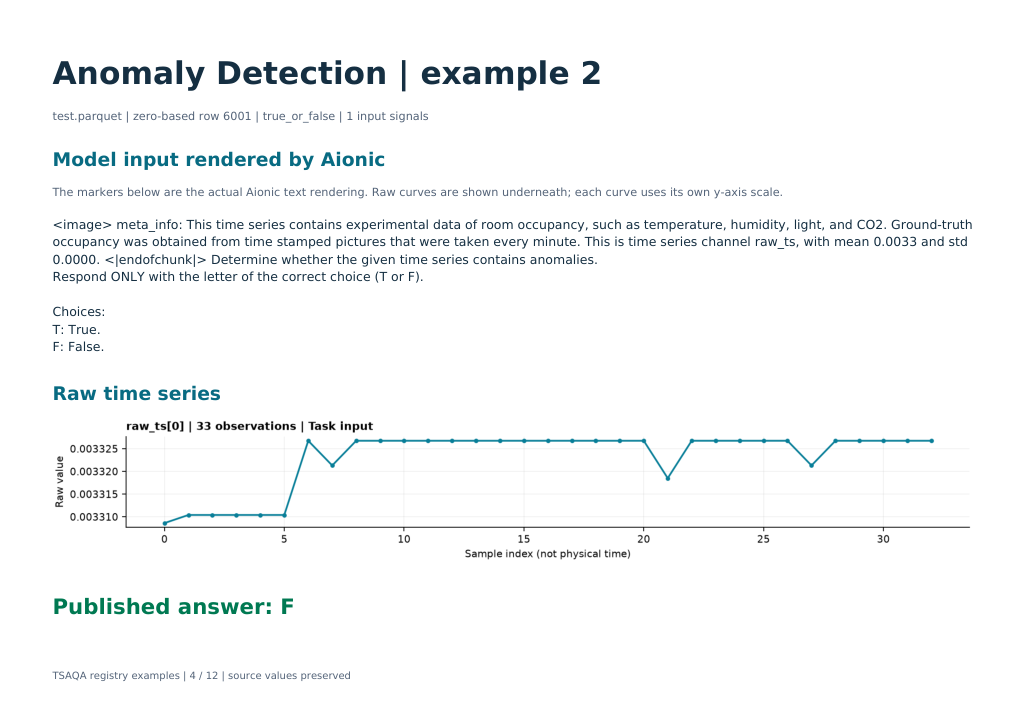 Anomaly Detection | example 2
test.parquet | zero-based row 6001 | true_or_false | 1 input signals
Model input rendered by Aionic
The markers below are the actual Aionic text rendering. Raw curves are shown underneath; each curve uses its own y-axis scale.
<image> meta_info: This time series contains experimental data of room occupancy, such as temperature, humidity, light, and CO2. Ground-truth
occupancy was obtained from time stamped pictures that were taken every minute. This is time series channel raw_ts, with mean 0.0033 and std
0.0000. <|endofchunk|> Determine whether the given time series contains anomalies.
Respond ONLY with the letter of the correct choice (T or F).
Choices:
T: True.
F: False.
Raw time series
raw_ts[0] | 33 observations | Task input
Raw value
0.003325
0.003320
0.003315
0.003310
0 5 10 15 20 25 30
Sample index (not physical time)
Published answer: F
TSAQA registry examples | 4 / 12 | source values preserved